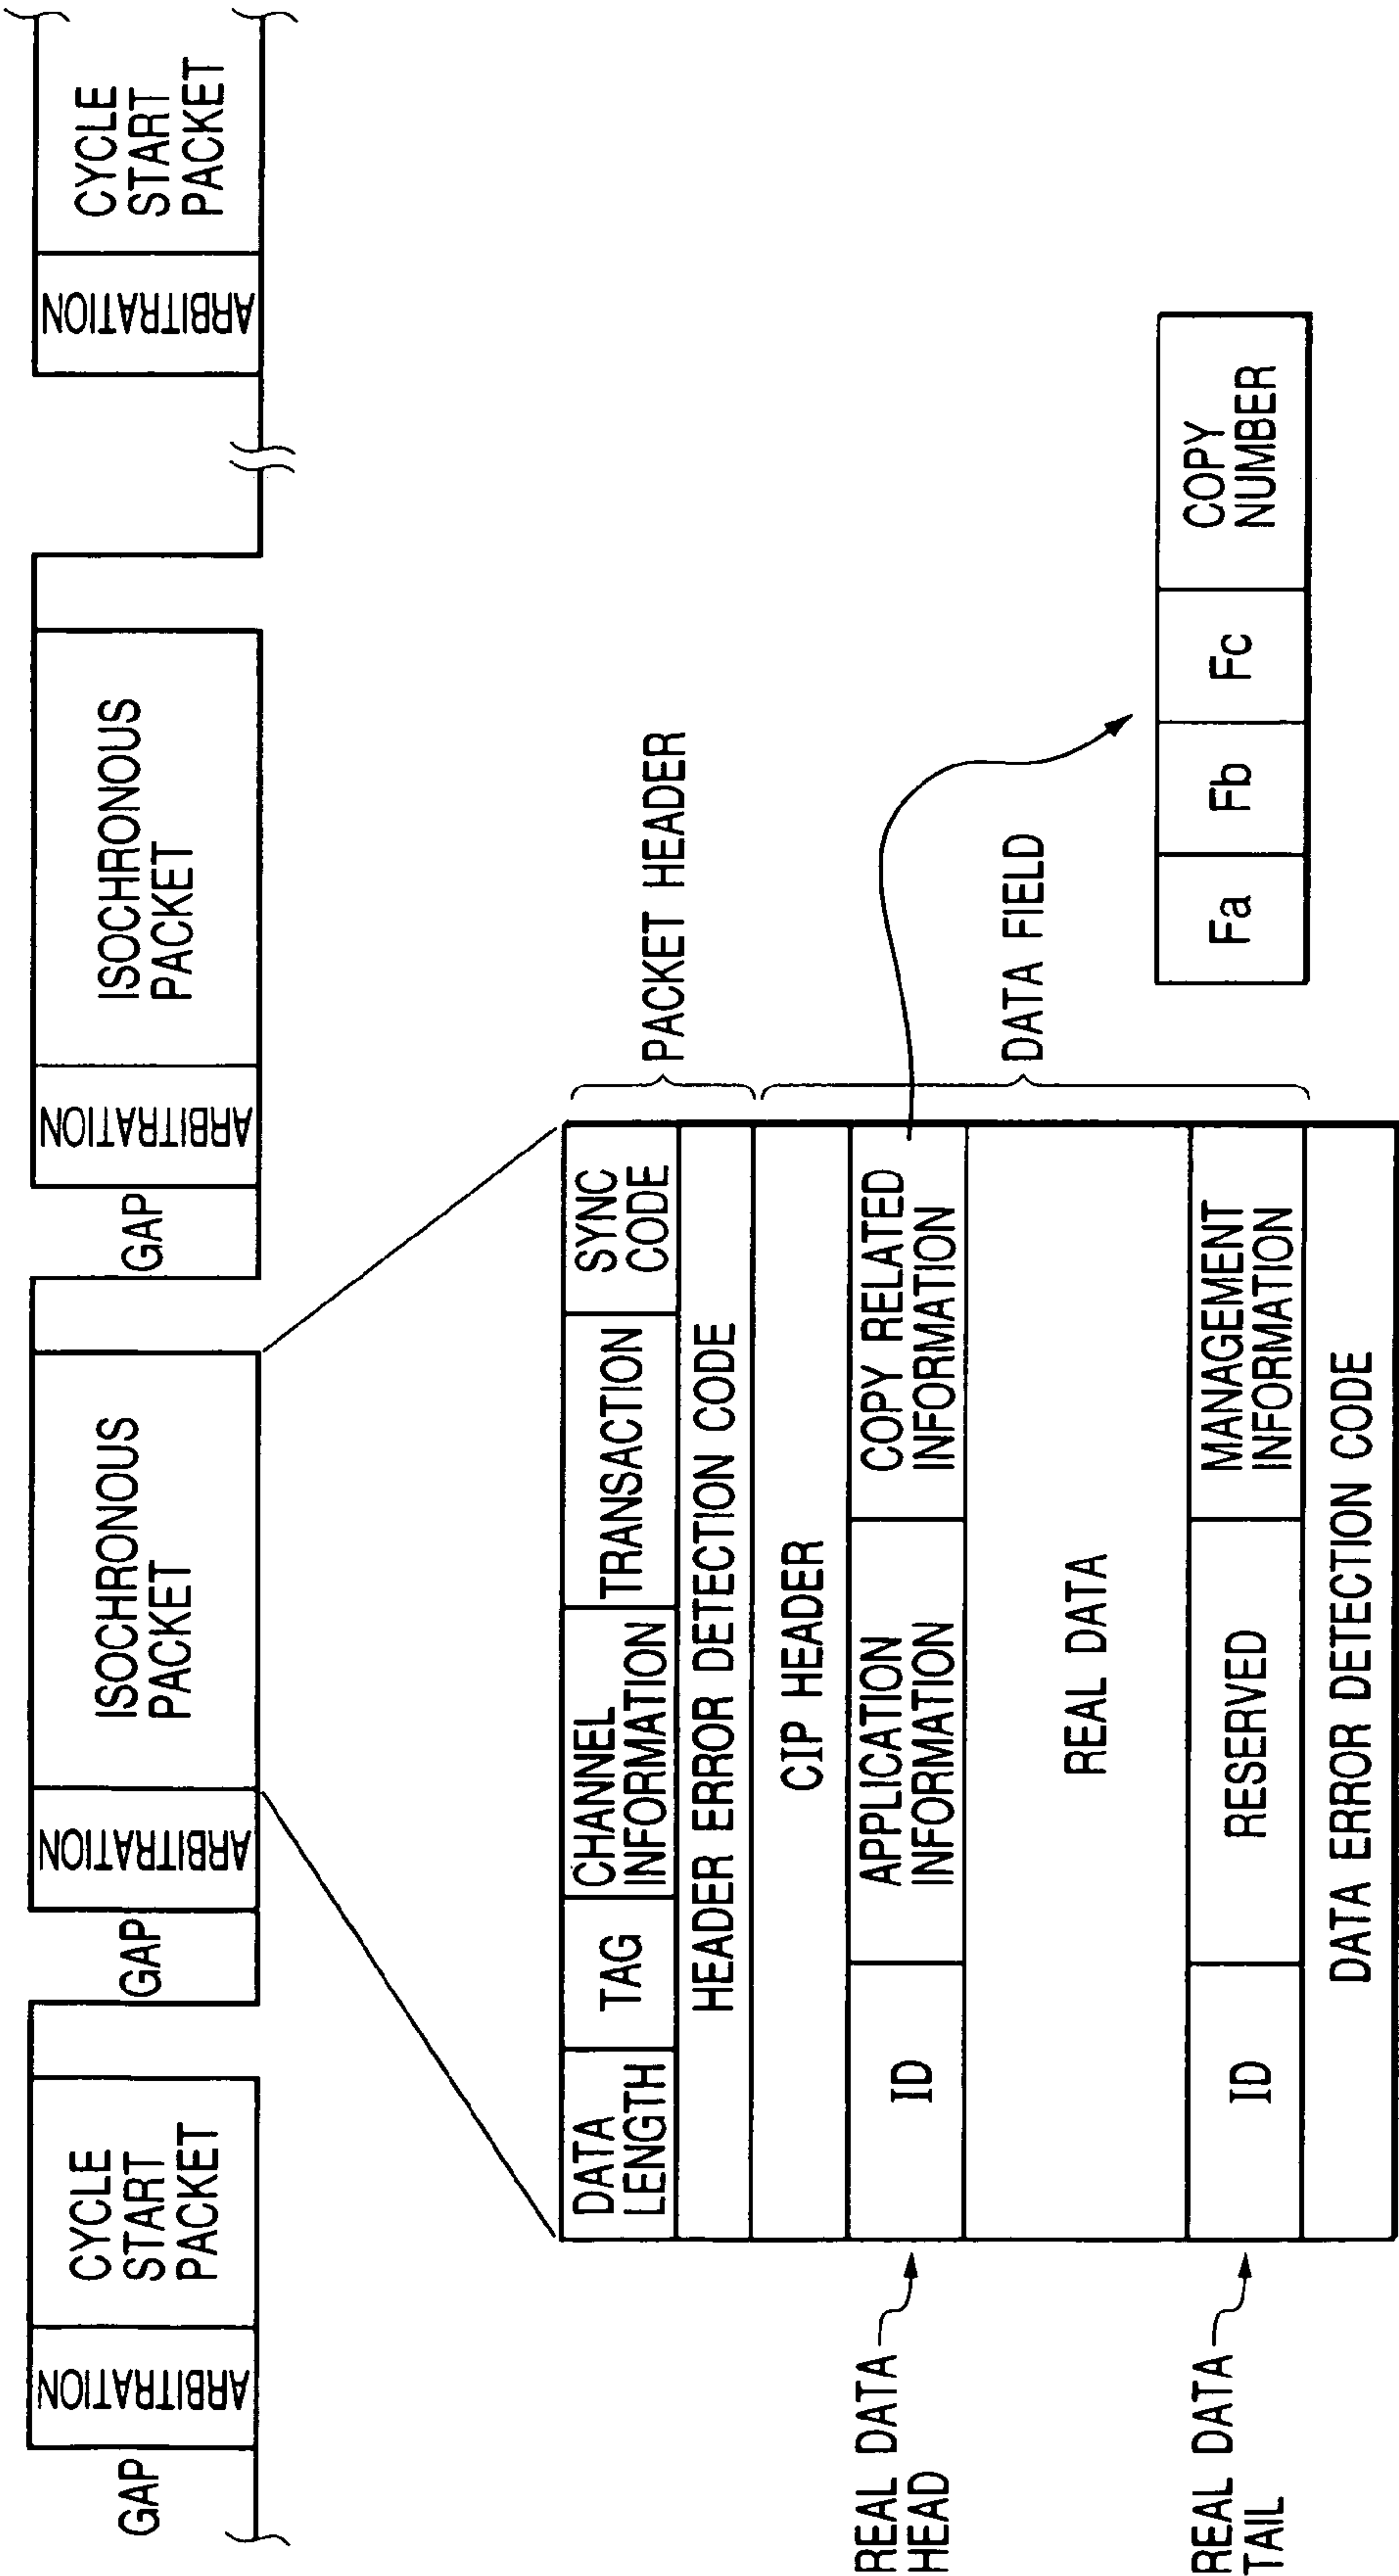 GAP
ARBITRATION
CYCLE
START
PACKET
GAP
ARBITRATION
ISOCHRONOUS
PACKET
GAP
ARBITRATION
ISOCHRONOUS
PACKET
ARBITRATION
CYCLE
START
PACKET
DATA
LENGTH
TAG
CHANNEL
INFORMATION
TRANSACTION
SYNC
CODE
PACKET HEADER
HEADER ERROR DETECTION CODE
CIP HEADER
REAL DATA
HEAD
ID
APPLICATION
INFORMATION
COPY RELATED
INFORMATION
DATA FIELD
REAL DATA
REAL DATA
TAIL
ID
RESERVED
MANAGEMENT
INFORMATION
DATA ERROR DETECTION CODE
Fa
Fb
Fc
COPY
NUMBER